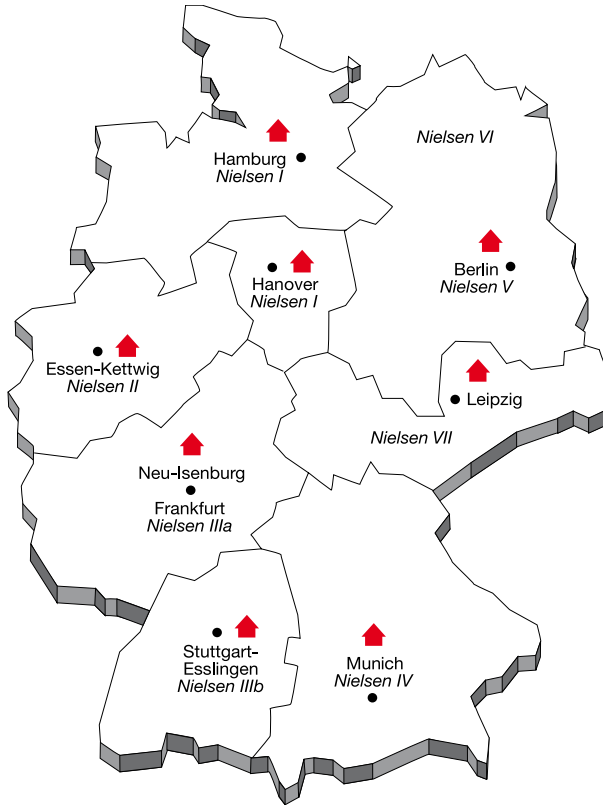 Nielsen VI
Hamburg
Nielsen I
Hanover
Nielsen I
Berlin
Nielsen V
Essen-Kettwig
Nielsen II
Leipzig
Nielsen VII
Neu-Isenburg
Frankfurt
Nielsen IIIa
Stuttgart-
Esslingen
Nielsen IIIb
Munich
Nielsen IV